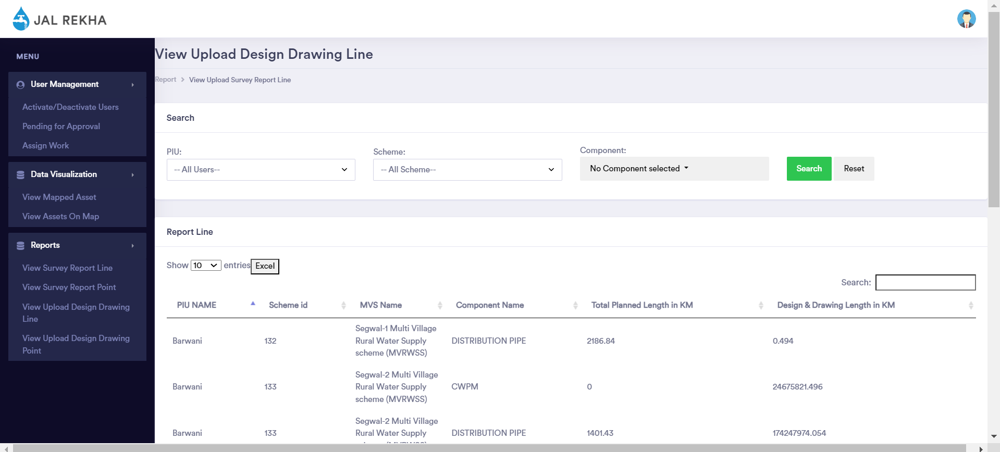 JAL REKHA
MENU
User Management
Activate/Deactivate Users
Pending for Approval
Assign Work
Data Visualization
View Mapped Asset
View Assets On Map
Reports
View Survey Report Line
View Survey Report Point
View Upload Design Drawing
Line
View Upload Design Drawing
Point
View Upload Design Drawing Line
Report > View Upload Survey Report Line
Search
PIU: Scheme: Component:
-- All Users-- -- All Scheme-- No Component selected Search Reset
Report Line
Show 10 entries Excel
Search:
PIU NAME Scheme id MVS Name Component Name Total Planned Length in KM Design & Drawing Length in KM
Segwal-1 Multi Village
Barwani 132 Rural Water Supply DISTRIBUTION PIPE 2186.84 0.494
scheme (MVRWSS)
Segwal-2 Multi Village
Barwani 133 Rural Water Supply CWPM 0 24675821.496
scheme (MVRWSS)
Segwal-2 Multi Village
Barwani 133 Rural Water Supply DISTRIBUTION PIPE 1401.43 174247974.054